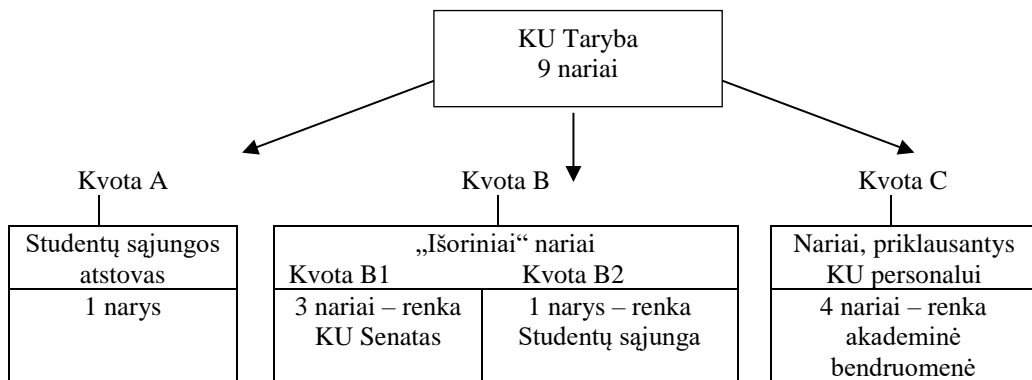 KU Taryba
9 nariai
Kvota A
Kvota B
Kvota C
Studentų sąjungos
atstovas
1 narys
„Išoriniai“ nariai
Kvota B1
Kvota B2
3 nariai – renka
KU Senatas
1 narys – renka
Studentų sąjunga
Nariai, priklausantys
KU personalui
4 nariai – renka
akademinė
bendruomenė